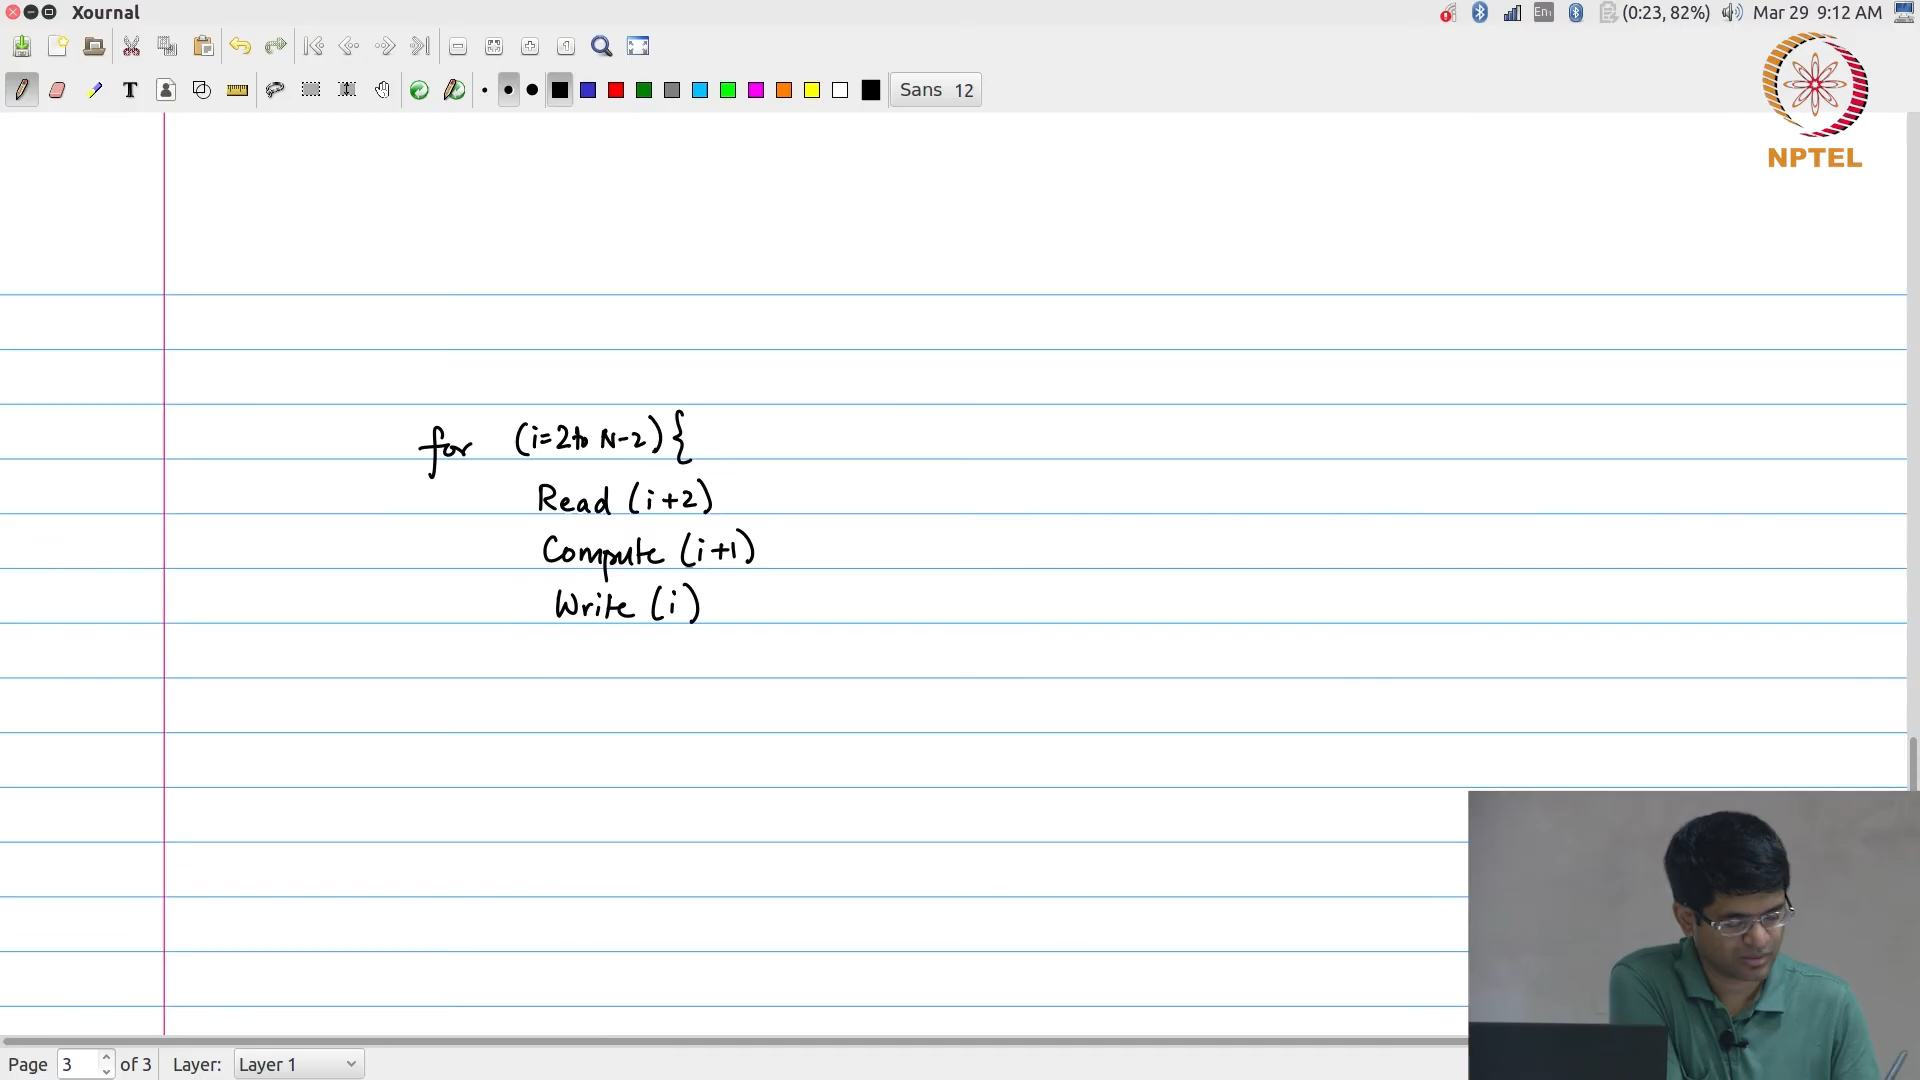 Xournal
En1
(0:23, 82%)
Mar 29 9:12 AM
T
Sans 12
NPTEL
for (i=2 to N-2) {
Read (i+2)
Compute (i+1)
Write (i)
Page 3 of 3 Layer: Layer 1